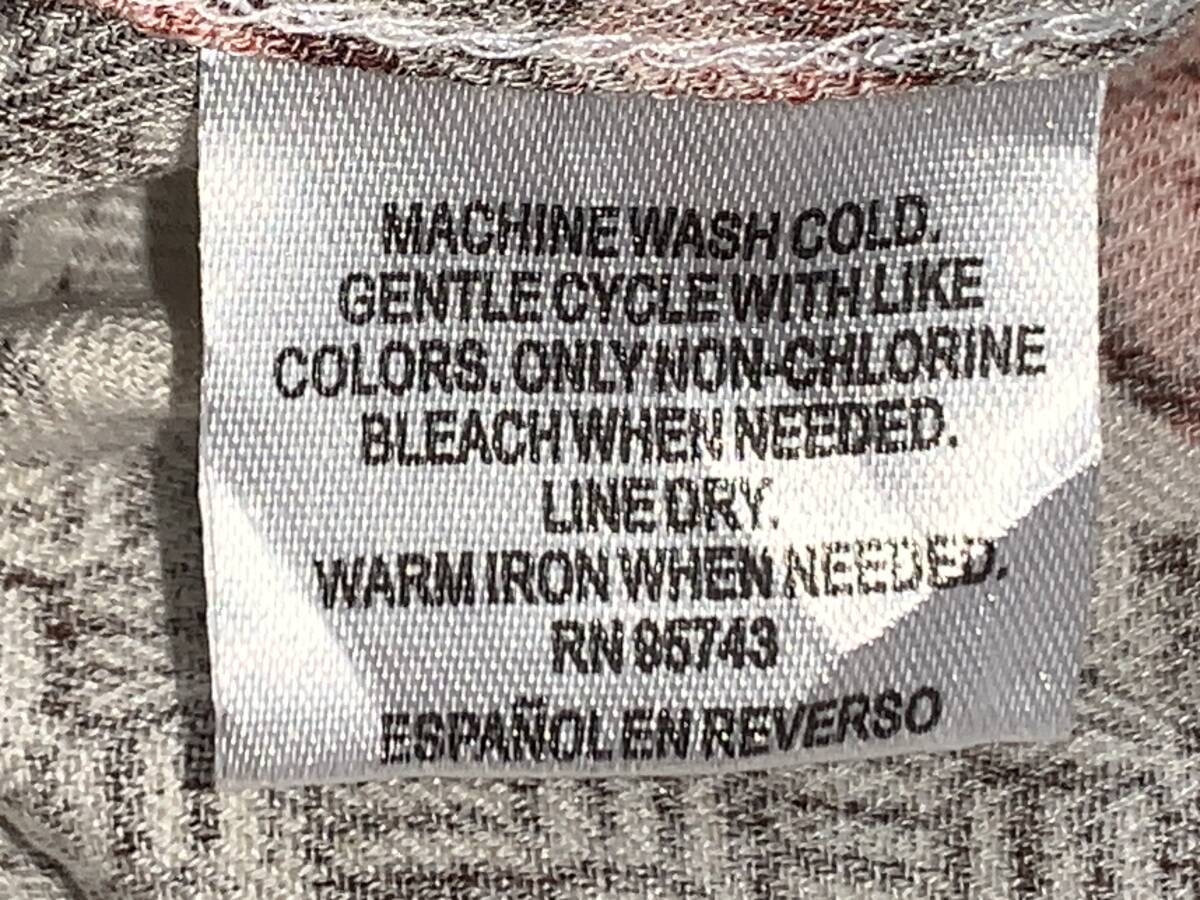 MACHINE WASH COLD.
GENTLE CYCLE WITH LIKE
COLORS. ONLY NON-CHLORINE
BLEACH WHEN NEEDED.
LINE DRY.
WARM IRON WHEN NEEDED.
RN 95743
ESPAÑOL EN REVERSO